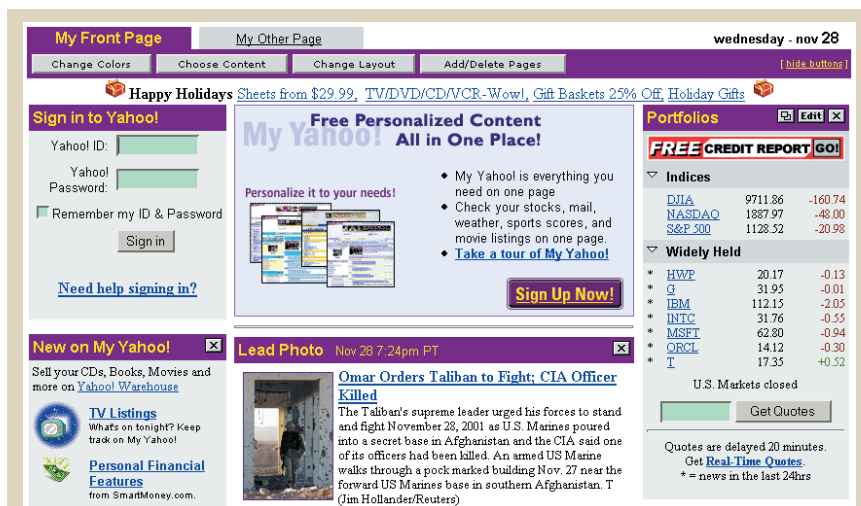 My Front Page
My Other Page
wednesday - nov 28
Change Colors
Choose Content
Change Layout
Add/Delete Pages
[ hide buttons ]
Happy Holidays Sheets from $29.99, TV/DVD/CD/VCR-Wow!, Gift Baskets 25% Off, Holiday Gifts
Sign in to Yahoo!
Yahoo! ID:
Yahoo!
Password:
Remember my ID & Password
Sign in
Need help signing in?
New on My Yahoo!
Sell your CDs, Books, Movies and
more on Yahoo! Warehouse
TV Listings
What's on tonight? Keep
track on My Yahoo!
Personal Financial
Features
from SmartMoney.com.
My Yahoo!
Free Personalized Content
All in One Place!
Personalize it to your needs!
My Yahoo! is everything you
need on one page
Check your stocks, mail,
weather, sports scores, and
movie listings on one page.
Take a tour of My Yahoo!
Sign Up Now!
Lead Photo Nov 28 7:24pm PT
Omar Orders Taliban to Fight; CIA Officer
Killed
The Taliban's supreme leader urged his forces to stand
and fight November 28, 2001 as U.S. Marines poured
into a secret base in Afghanistan and the CIA said one
of its officers had been killed. An armed US Marine
walks through a pock marked building Nov. 27 near the
forward US Marines base in southern Afghanistan. T
(Jim Hollander/Reuters)
Portfolios
Edit
FREE CREDIT REPORT GO!
Indices
DJIA 9711.86 -160.74
NASDAQ 1887.97 -48.00
S&P 500 1128.52 -20.98
Widely Held
* HWP 20.17 -0.13
* G 31.95 -0.01
* IBM 112.15 -2.05
* INTC 31.76 -0.55
* MSFT 62.80 -0.94
* ORCL 14.12 -0.30
* T 17.35 +0.52
U.S. Markets closed
Get Quotes
Quotes are delayed 20 minutes.
Get Real-Time Quotes.
* = news in the last 24hrs